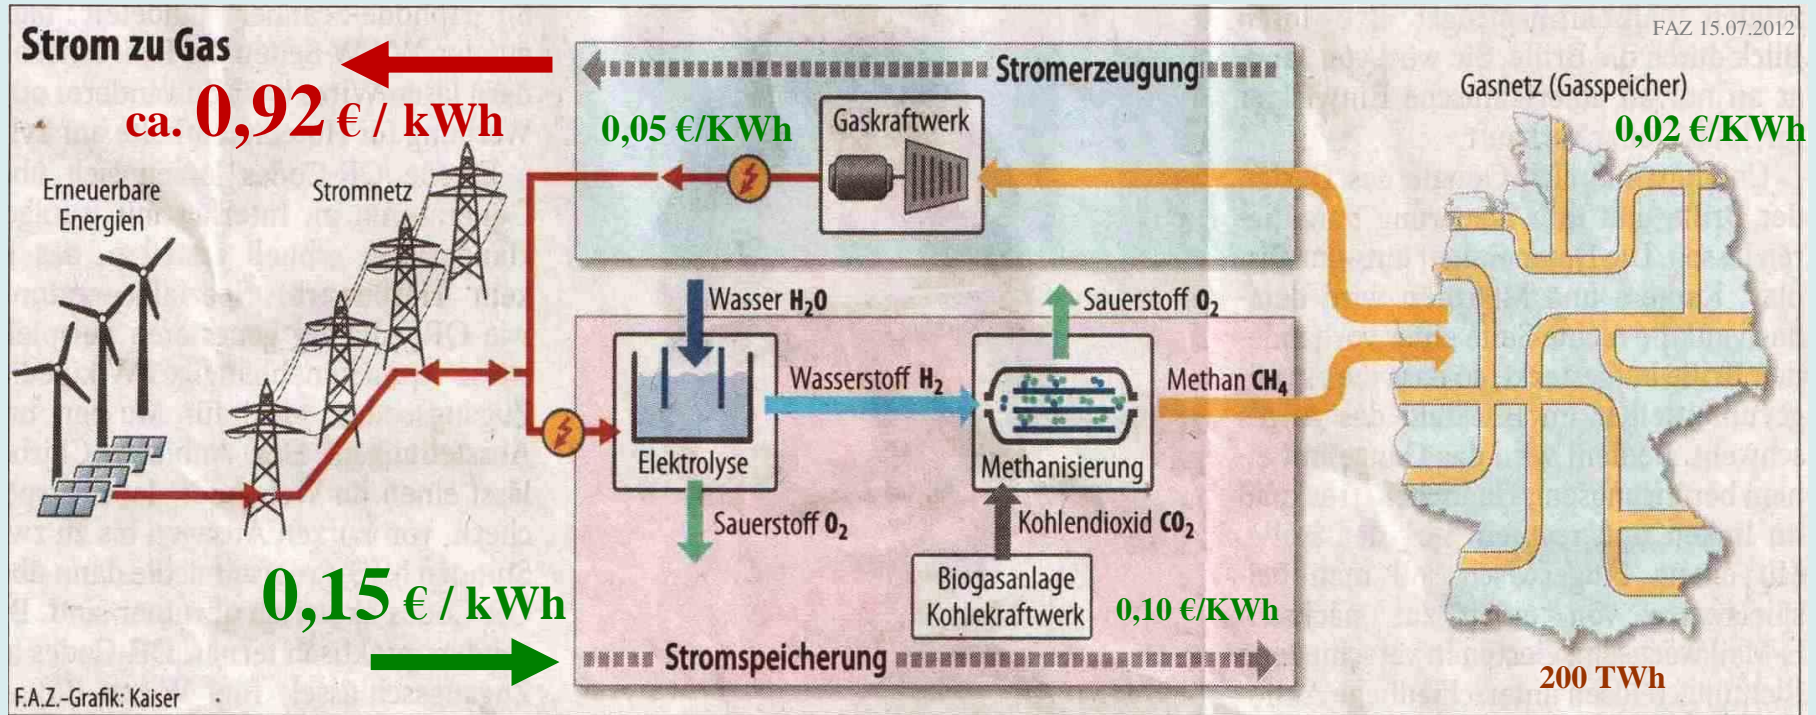 FAZ 15.07.2012
Strom zu Gas
ca. 0,92 € / kWh
Stromerzeugung
0,05 €/KWh
Gaskraftwerk
Gasnetz (Gasspeicher)
0,02 €/KWh
Erneuerbare
Energien
Stromnetz
Wasser H₂O
Sauerstoff O₂
Elektrolyse
Wasserstoff H₂
Methanisierung
Methan CH₄
Sauerstoff O₂
Kohlendioxid CO₂
Biogasanlage
Kohlekraftwerk
0,10 €/KWh
0,15 € / kWh
Stromspeicherung
200 TWh
F.A.Z.-Grafik: Kaiser